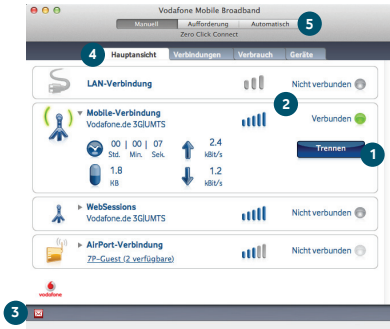 Vodafone Mobile Broadband
Manuell Aufforderung Automatisch 5
Zero Click Connect
4 Hauptansicht Verbindungen Verbrauch Geräte
LAN-Verbindung Nicht verbunden
2
Mobile-Verbindung Verbunden
Vodafone.de 3G|UMTS
00 | 00 | 07 2.4 Trennen 1
Std. Min. Sek. kBit/s
1.8 1.2
KB kBit/s
WebSessions Nicht verbunden
Vodafone.de 3G|UMTS
AirPort-Verbindung Nicht verbunden
7P-Guest (2 verfügbare)
vodafone
3